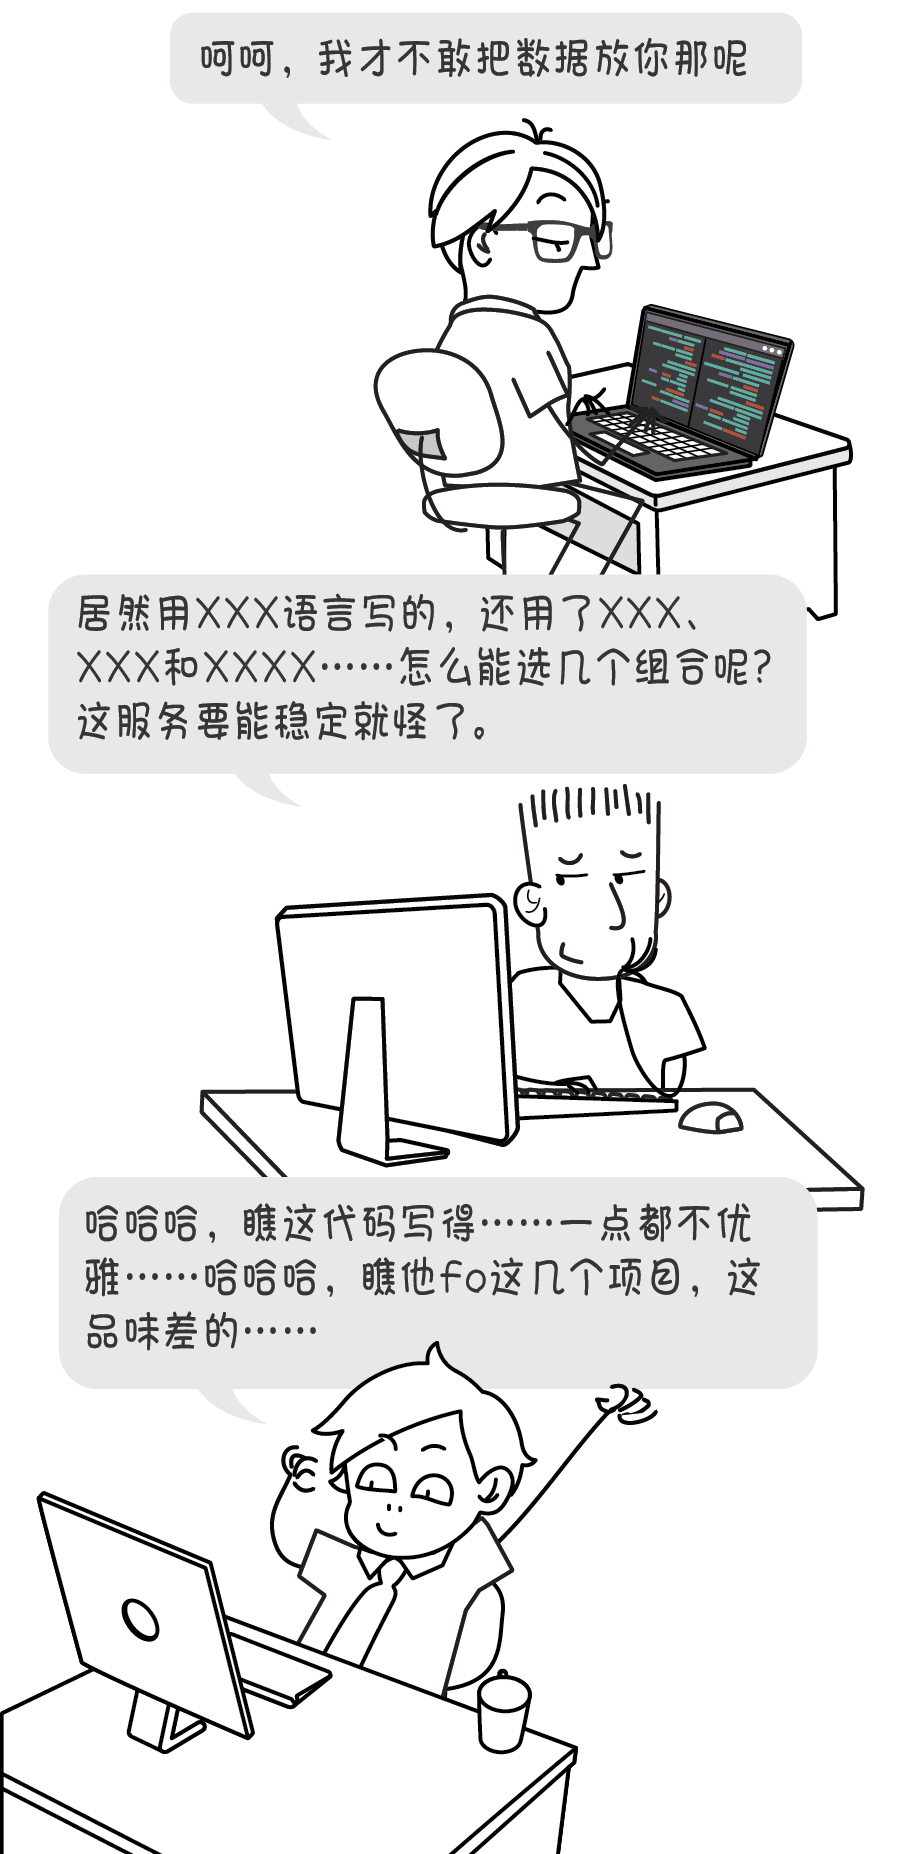 呵呵，我才不敢把数据放你那呢
居然用XXX语言写的，还用了XXX、
XXX和XXXX……怎么能选几个组合呢？
这服务要能稳定就怪了。
哈哈哈，瞧这代码写得……一点都不优
雅……哈哈哈，瞧他fo这几个项目，这
品味差的……